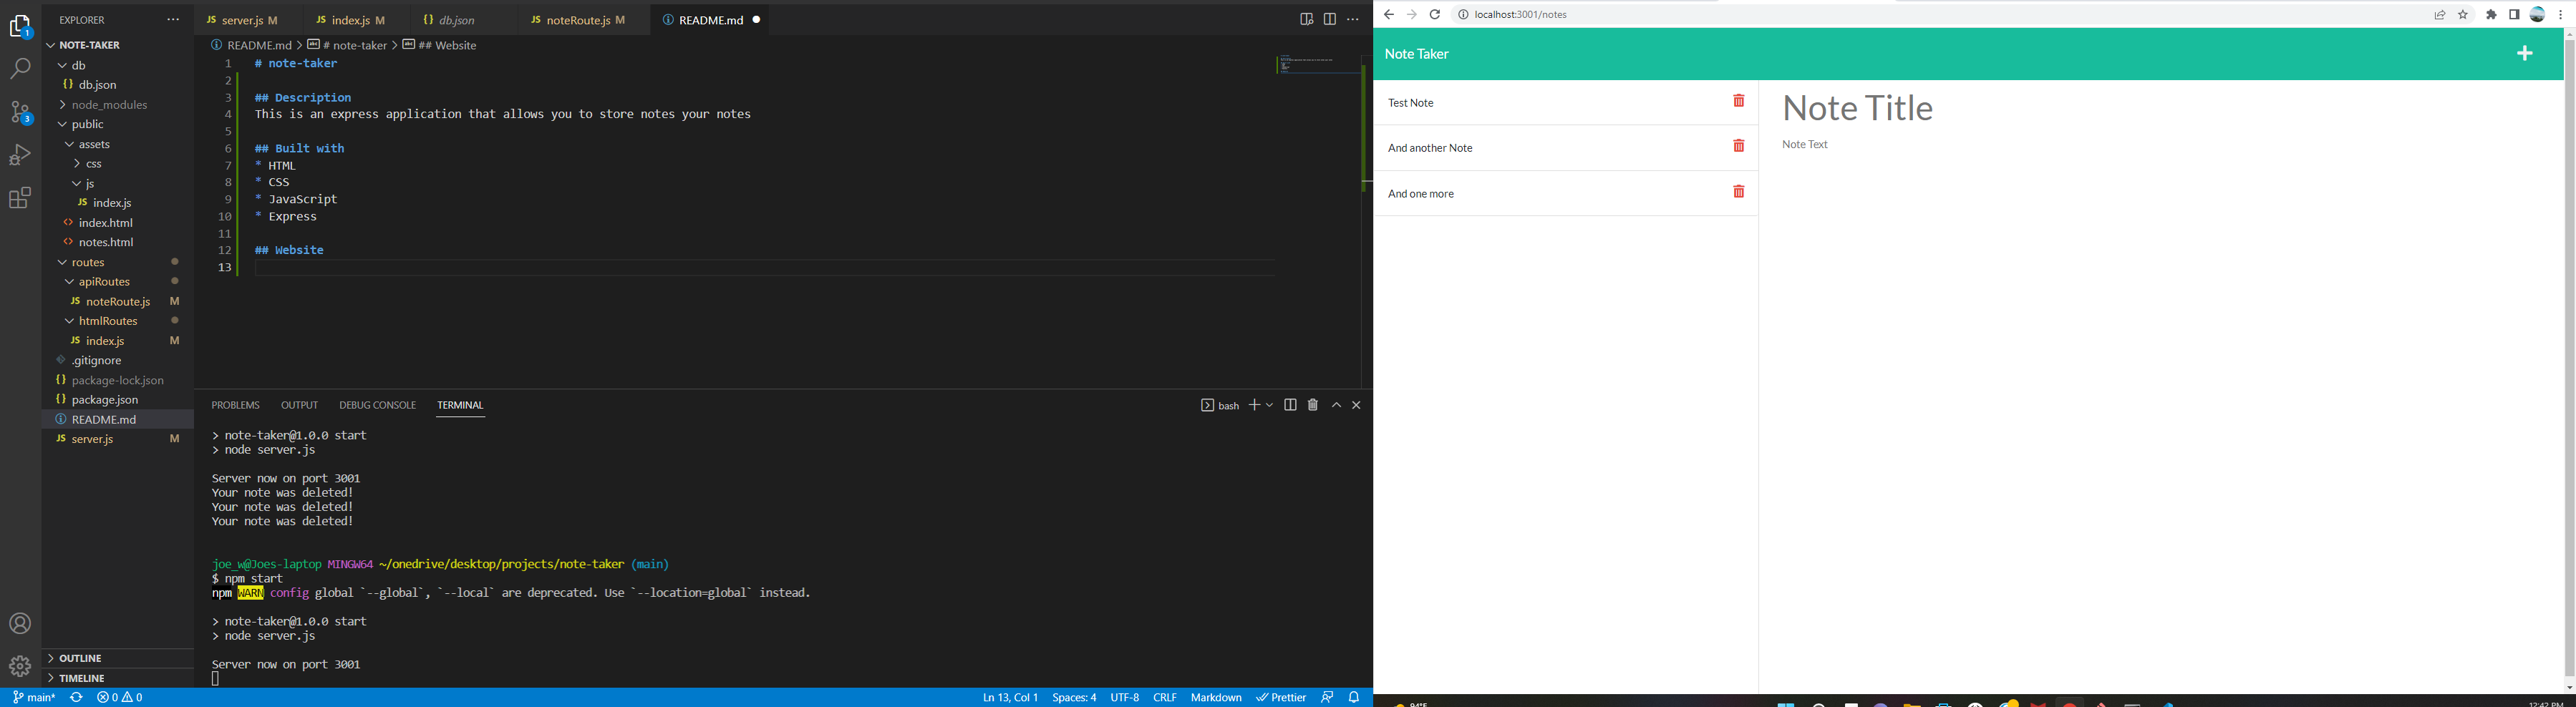 EXPLORER
NOTE-TAKER
db
{} db.json
node_modules
public
assets
css
js
JS index.js
<> index.html
<> notes.html
routes
apiRoutes
JS noteRoute.js M
htmlRoutes
JS index.js M
.gitignore
{} package-lock.json
{} package.json
README.md
JS server.js M
OUTLINE
TIMELINE
1
3
JS server.js M
JS index.js M
{} db.json
JS noteRoute.js M
README.md
README.md > # note-taker > ## Website
1 # note-taker
2
3 ## Description
4 This is an express application that allows you to store notes your notes
5
6 ## Built with
7 * HTML
8 * CSS
9 * JavaScript
10 * Express
11
12 ## Website
13
PROBLEMS OUTPUT DEBUG CONSOLE TERMINAL
bash
> note-taker@1.0.0 start
> node server.js
Server now on port 3001
Your note was deleted!
Your note was deleted!
Your note was deleted!
joe_w@Joes-laptop MINGW64 ~/onedrive/desktop/projects/note-taker (main)
$ npm start
npm WARN config global `--global`, `--local` are deprecated. Use `--location=global` instead.
> note-taker@1.0.0 start
> node server.js
Server now on port 3001
main* 0 0
Ln 13, Col 1 Spaces: 4 UTF-8 CRLF Markdown Prettier
localhost:3001/notes
Note Taker
Test Note
And another Note
And one more
Note Title
Note Text
94°F
12:42 PM